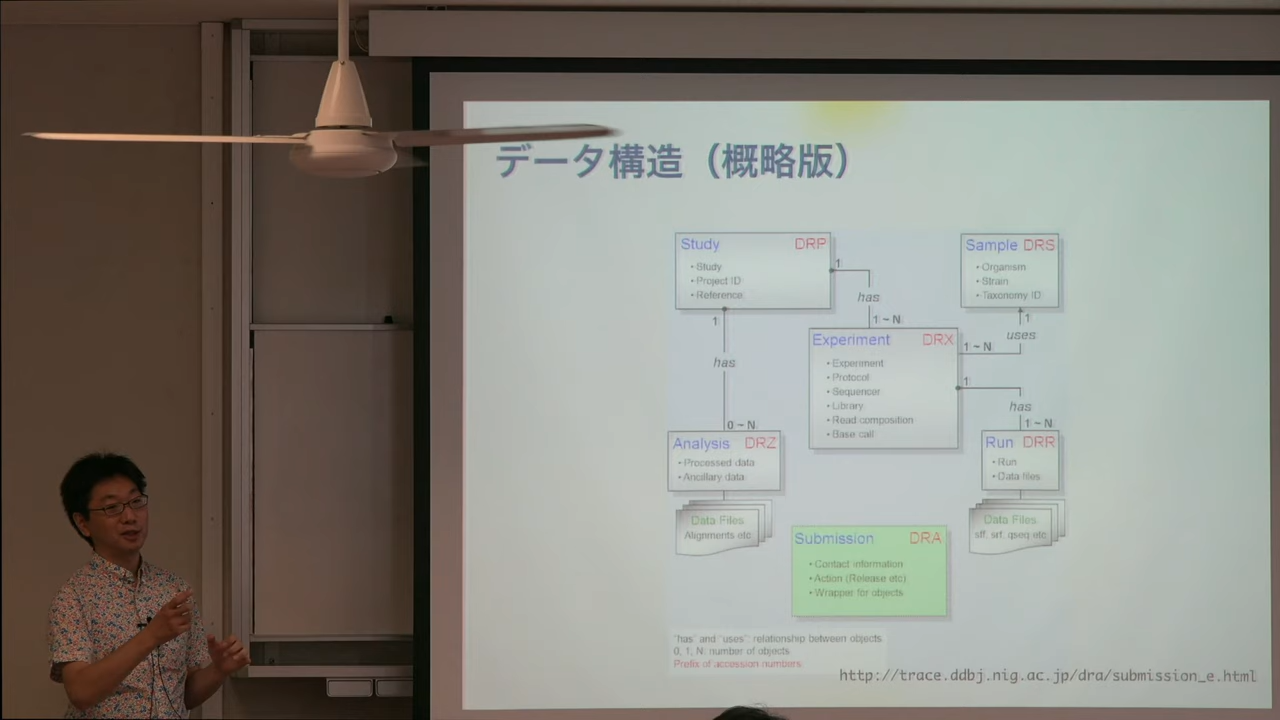 データ構造（概略版）
Study DRP
• Study
• Project ID
• Reference
1
has
1 ~ N
Sample DRS
• Organism
• Strain
• Taxonomy ID
1
uses
1 ~ N
Experiment DRX
• Experiment
• Protocol
• Sequencer
• Library
• Read composition
• Base call
1
has
1 ~ N
1
has
0 ~ N
Analysis DRZ
• Processed data
• Ancillary data
Data Files
Alignments etc
Run DRR
• Run
• Data files
Data Files
sff, srf, qseq etc
Submission DRA
• Contact information
• Action (Release etc)
• Wrapper for objects
"has" and "uses": relationship between objects
0, 1, N: number of objects
Prefix of accession numbers
http://trace.ddbj.nig.ac.jp/dra/submission_e.html